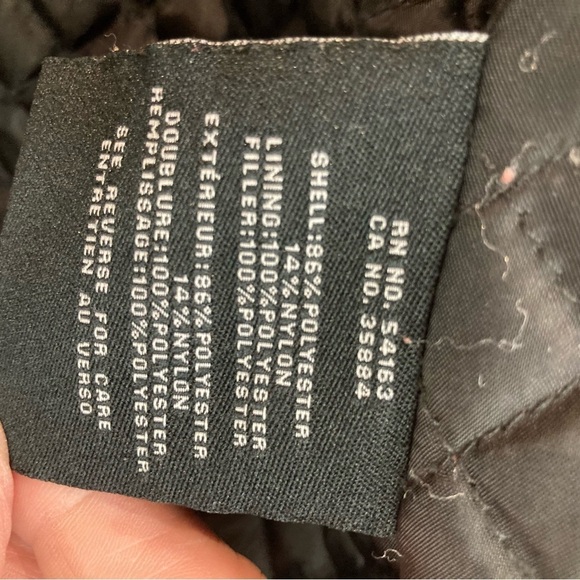 RN NO. 54163
CA NO. 35884
SHELL:86%POLYESTER
14%NYLON
LINING:100%POLYESTER
FILLER:100%POLYESTER
EXTÉRIEUR:86%POLYESTER
14%NYLON
DOUBLURE:100%POLYESTER
REMPLISSAGE:100%POLYESTER
SEE REVERSE FOR CARE
ENTRETIEN AU VERSO